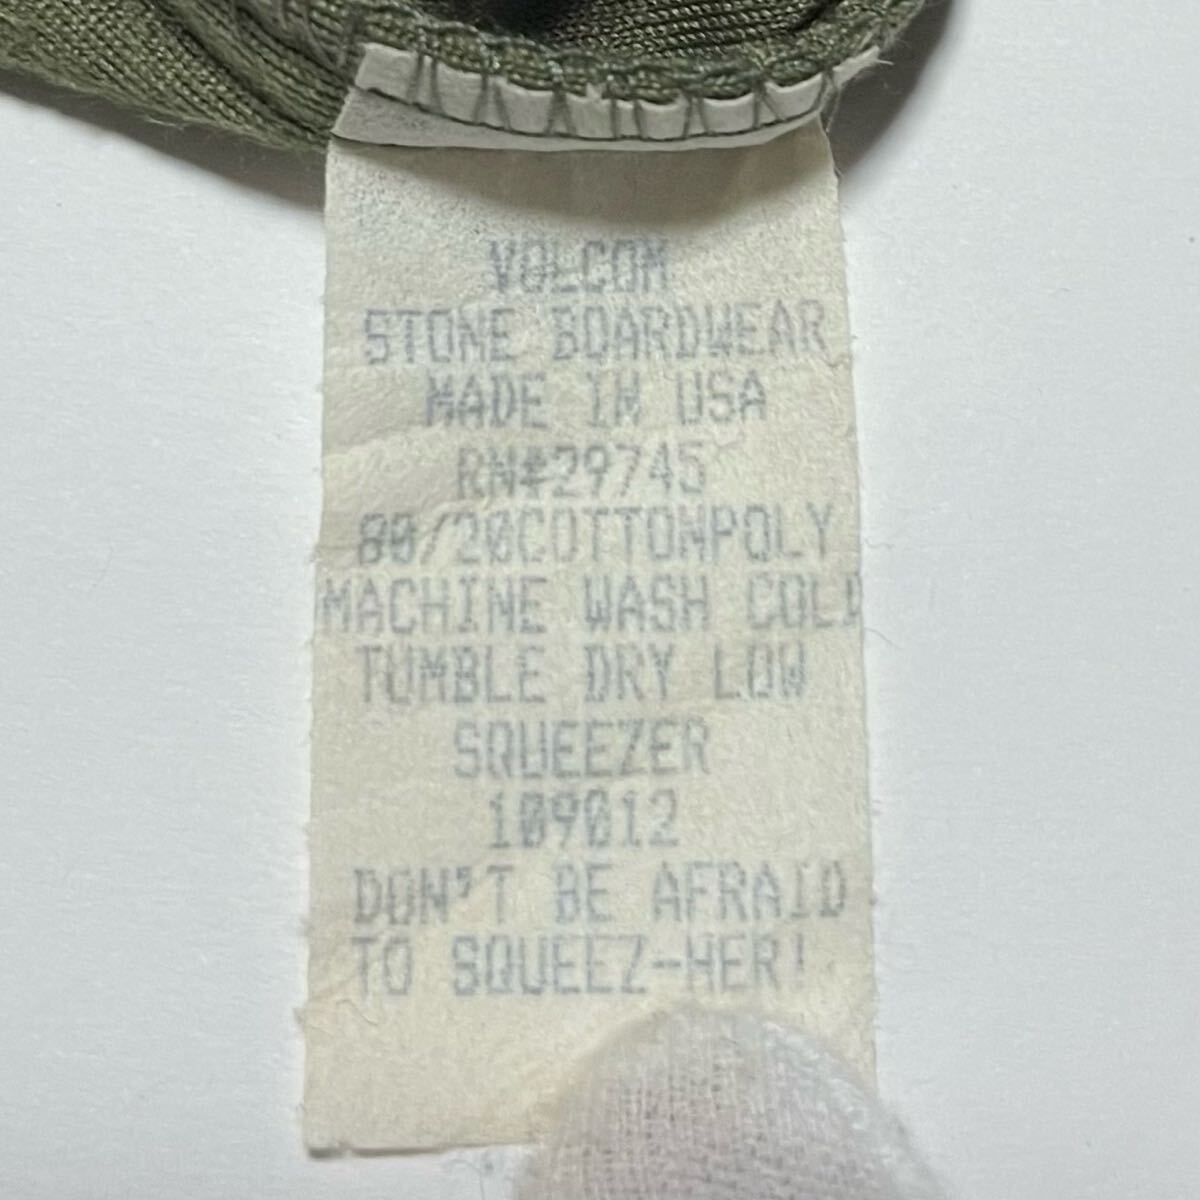 VOLCOM
STONE BOARDWEAR
MADE IN USA
RN#29745
80/20COTTONPOLY
MACHINE WASH COLD
TUMBLE DRY LOW
SQUEEZER
109012
DON'T BE AFRAID
TO SQUEEZ-HER!